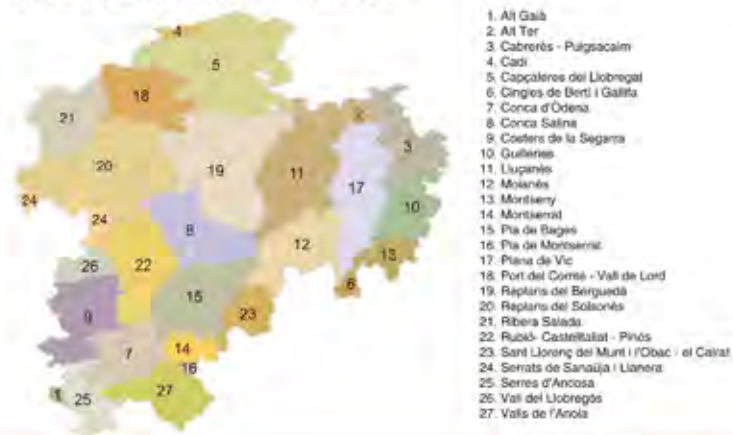 4
5
18
21
2
3
20
19
11
17
24
10
24
8
12
26
22
13
6
9
15
23
7
14
16
1
25
27
1. Alt Gaià
2. Alt Ter
3. Cabrerès - Puigsacalm
4. Cadí
5. Capçaleres del Llobregat
6. Cingles de Bertí i Gallifa
7. Conca d'Òdena
8. Conca Salina
9. Costers de la Segarra
10. Guilleries
11. Lluçanès
12. Moianès
13. Montseny
14. Montserrat
15. Pla de Bages
16. Pla de Montserrat
17. Plana de Vic
18. Port del Comte - Vall de Lord
19. Replans del Berguedà
20. Replans del Solsonès
21. Ribera Salada
22. Rubió- Castelltallat - Pinós
23. Sant Llorenç del Munt i l'Obac - el Cairat
24. Serrats de Sanaüja i Llanera
25. Serres d'Ancosa
26. Vall del Llobregós
27. Valls de l'Anoia